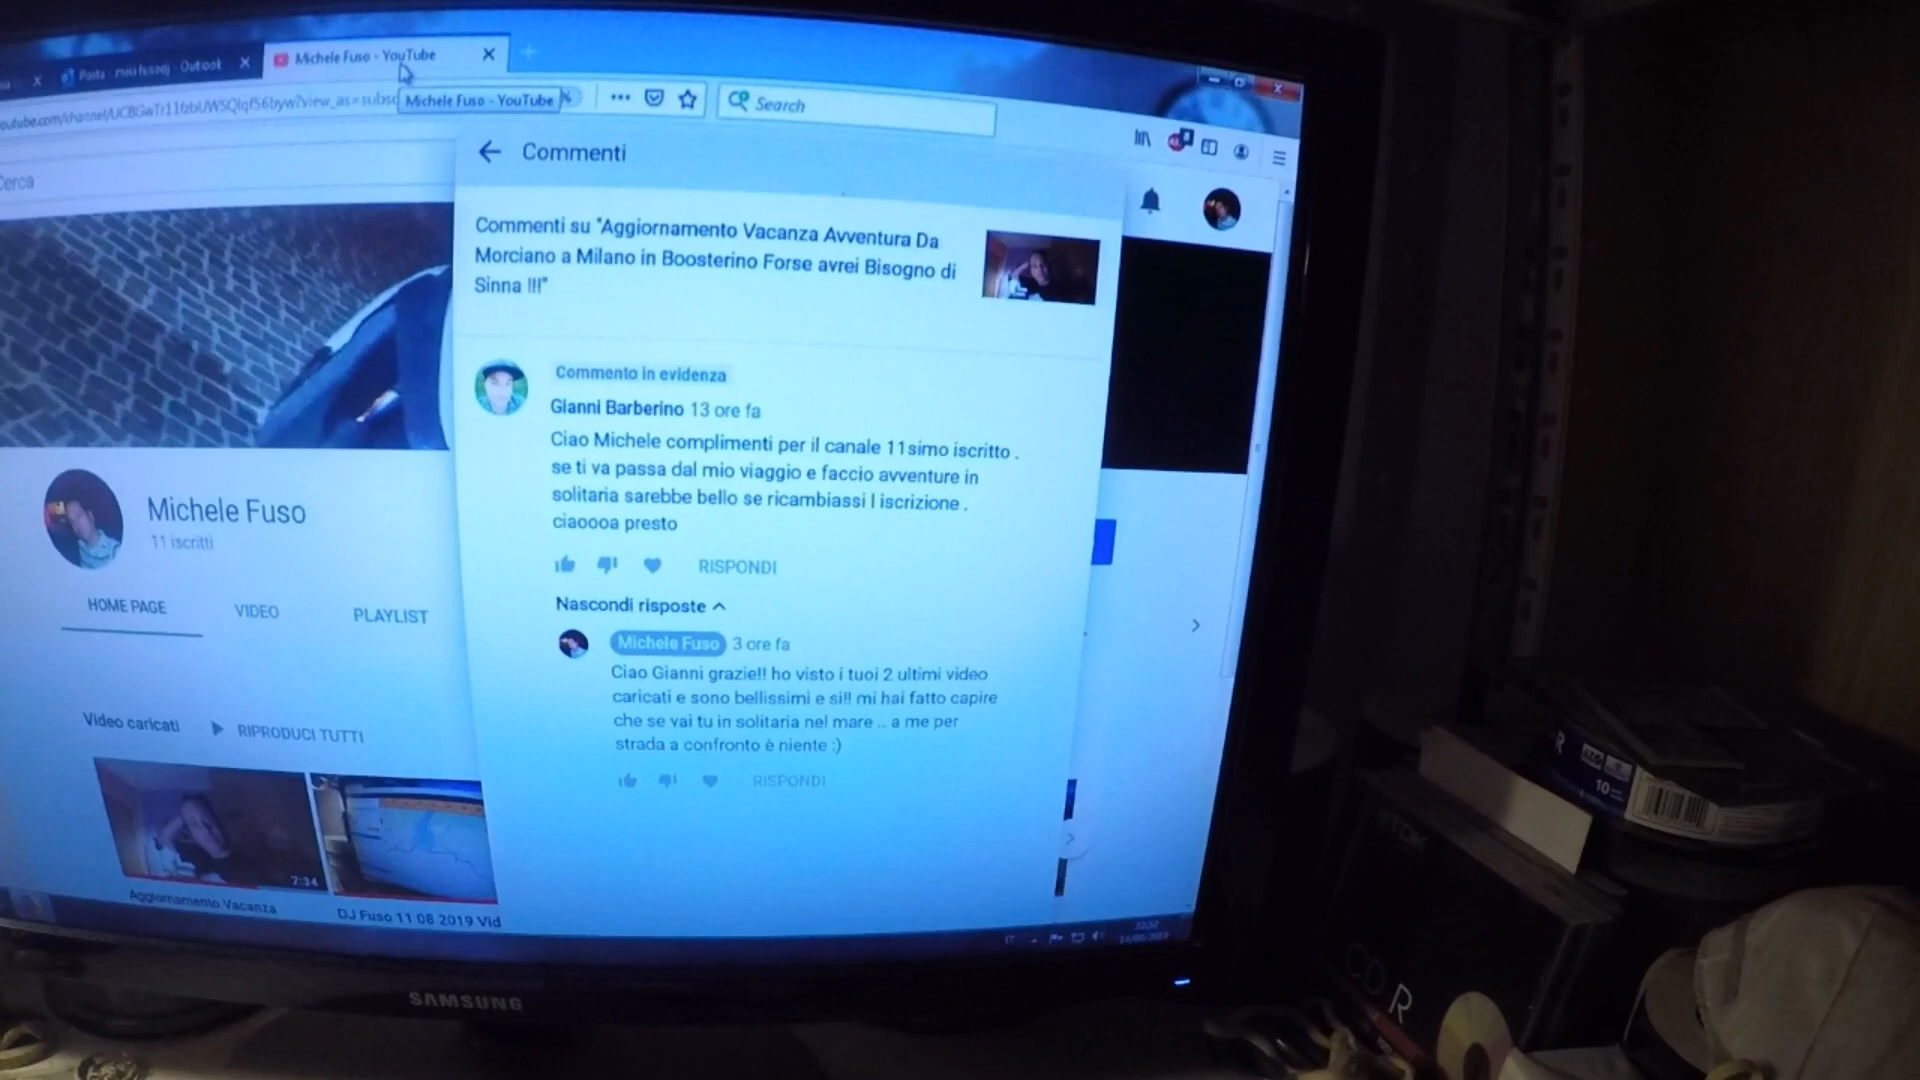 Outlook
Michele Fuso - YouTube
Michele Fuso - YouTube
Search
Cerca
Commenti
Commenti su "Aggiornamento Vacanza Avventura Da
Morciano a Milano in Boosterino Forse avrei Bisogno di
Sinna !!!"
Commento in evidenza
Gianni Barberino 13 ore fa
Ciao Michele complimenti per il canale 11simo iscritto .
se ti va passa dal mio viaggio e faccio avventure in
solitaria sarebbe bello se ricambiassi l iscrizione .
ciaoooa presto
RISPONDI
Nascondi risposte
Michele Fuso 3 ore fa
Ciao Gianni grazie!! ho visto i tuoi 2 ultimi video
caricati e sono bellissimi e si!! mi hai fatto capire
che se vai tu in solitaria nel mare .. a me per
strada a confronto è niente :)
RISPONDI
Michele Fuso
11 iscritti
HOME PAGE VIDEO PLAYLIST
Video caricati RIPRODUCI TUTTI
7:34
Aggiornamento Vacanza
DJ Fuso 11 08 2019 Vid
IT
SAMSUNG
R
10
TDK
CD R